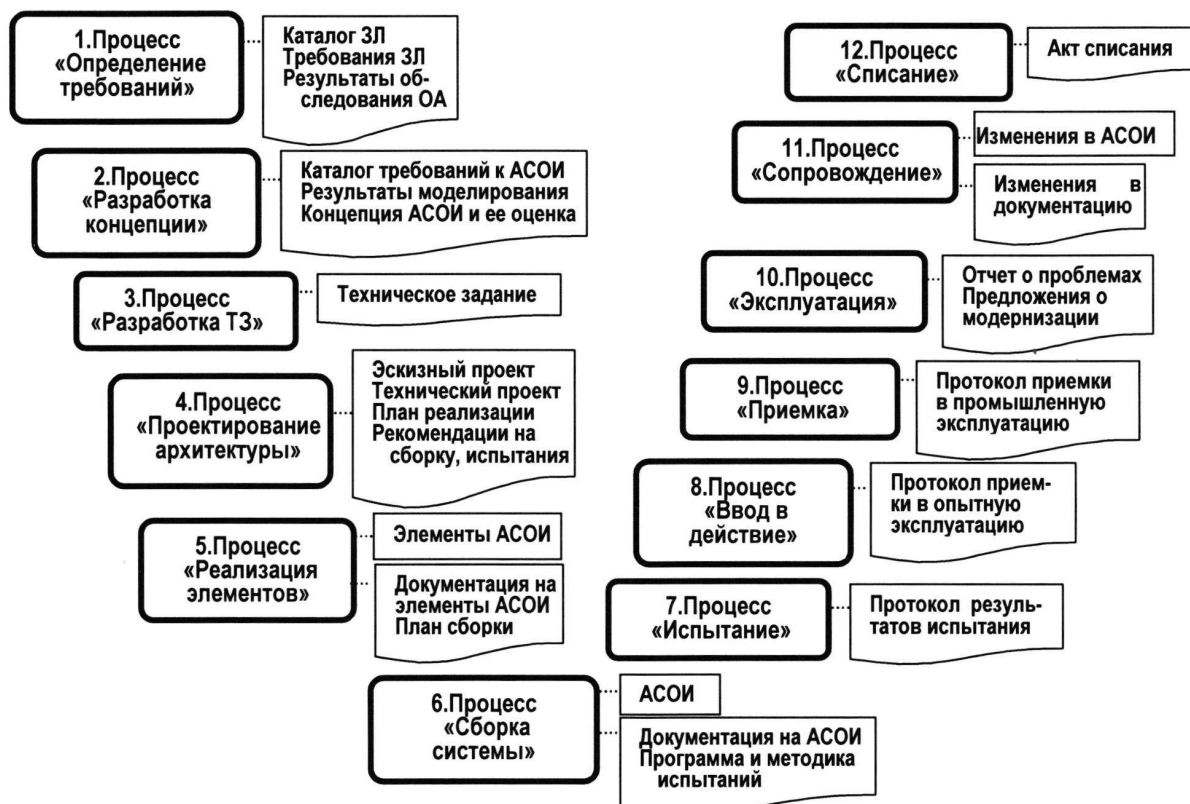 1.Процесс
«Определение
требований»
Каталог ЗЛ
Требования ЗЛ
Результаты об-
следования ОА
2.Процесс
«Разработка
концепции»
Каталог требований к АСОИ
Результаты моделирования
Концепция АСОИ и ее оценка
3.Процесс
«Разработка ТЗ»
Техническое задание
4.Процесс
«Проектирование
архитектуры»
Эскизный проект
Технический проект
План реализации
Рекомендации на
сборку, испытания
5.Процесс
«Реализация
элементов»
Элементы АСОИ
Документация на
элементы АСОИ
План сборки
6.Процесс
«Сборка
системы»
АСОИ
Документация на АСОИ
Программа и методика
испытаний
7.Процесс
«Испытание»
Протокол резуль-
татов испытания
8.Процесс
«Ввод в
действие»
Протокол прием-
ки в опытную
эксплуатацию
9.Процесс
«Приемка»
Протокол приемки
в промышленную
эксплуатацию
10.Процесс
«Эксплуатация»
Отчет о проблемах
Предложения о
модернизации
11.Процесс
«Сопровождение»
Изменения в АСОИ
Изменения в
документацию
12.Процесс
«Списание»
Акт списания